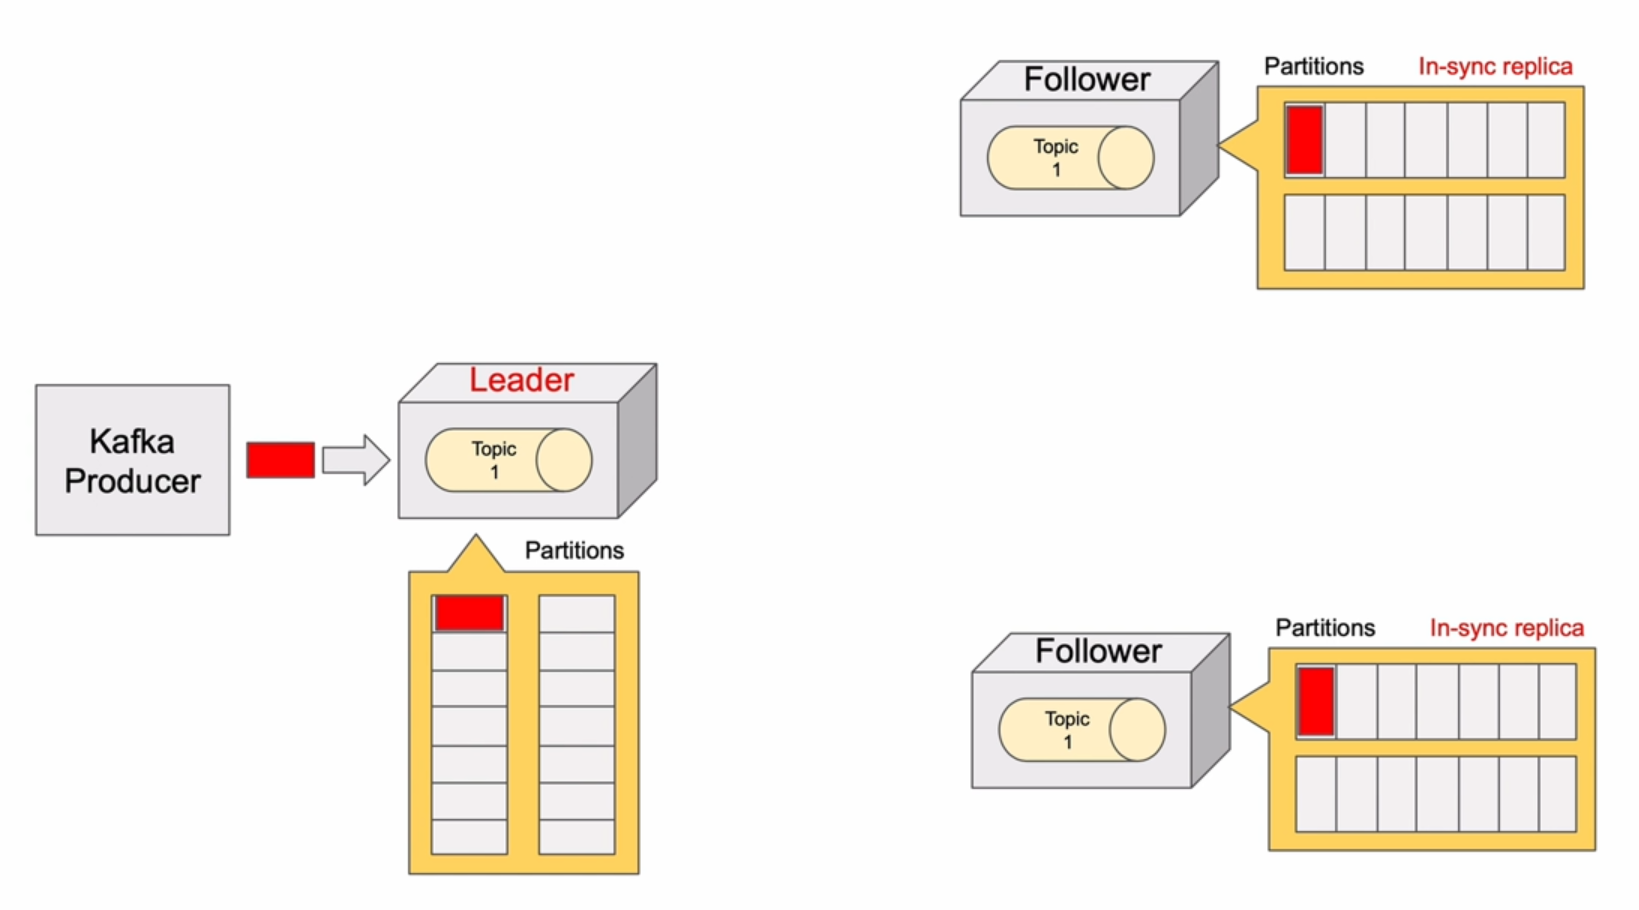 Partitions
In-sync replica
Follower
Topic
1
Leader
Kafka
Producer
Topic
1
Partitions
Partitions
In-sync replica
Follower
Topic
1